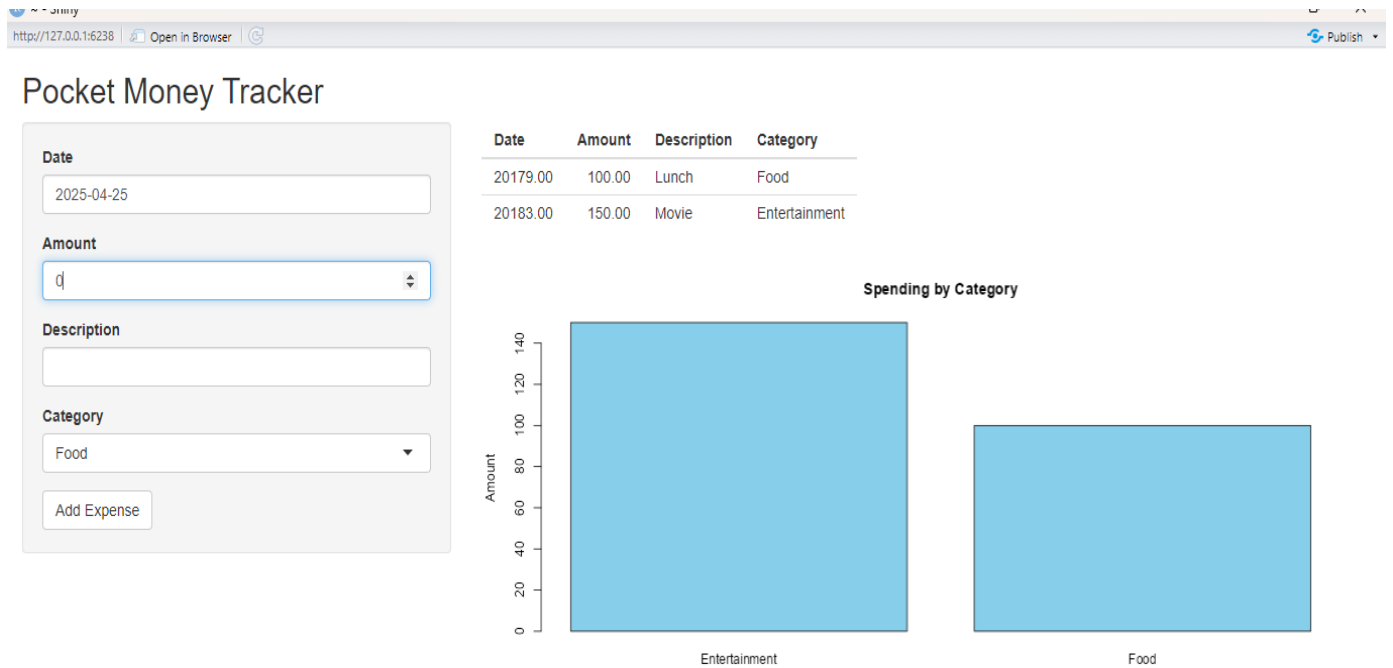 ~ - Shiny
http://127.0.0.1:6238 Open in Browser Publish
Pocket Money Tracker
Date
2025-04-25
Amount
0
Description
Category
Food
Add Expense
Date Amount Description Category
20179.00 100.00 Lunch Food
20183.00 150.00 Movie Entertainment
Spending by Category
Amount
140
120
100
80
60
40
20
0
Entertainment Food